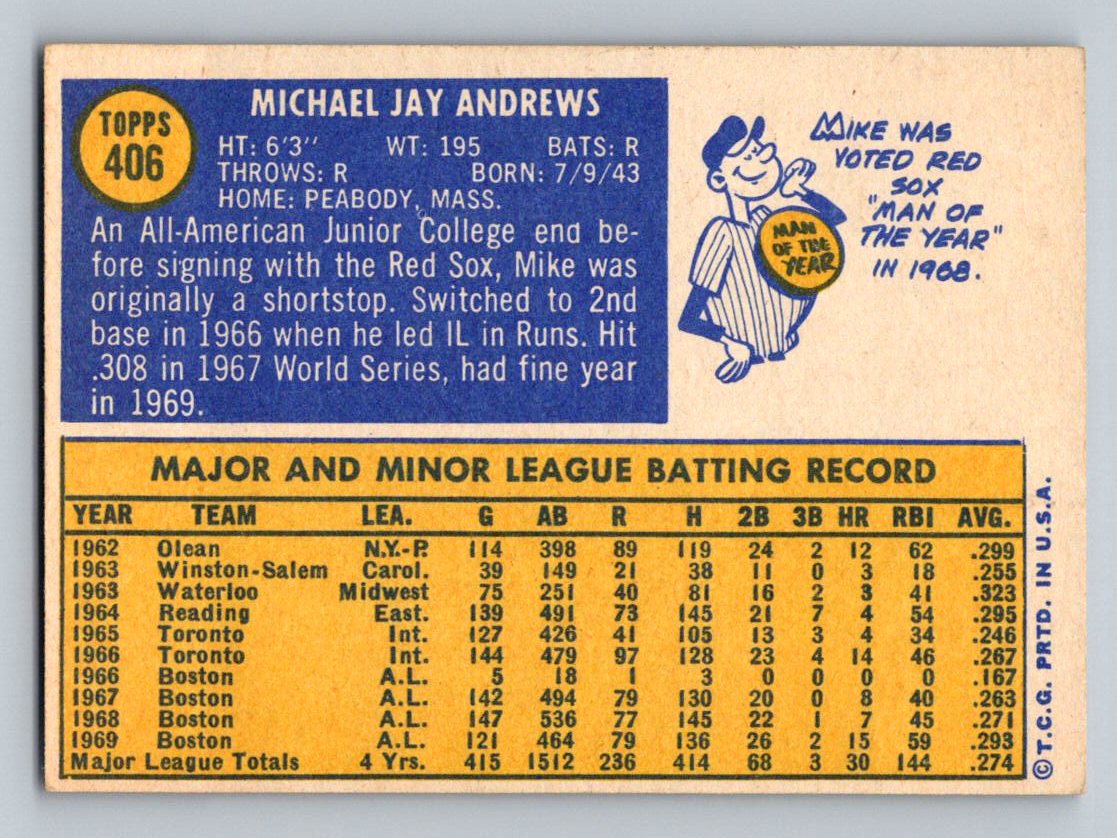 TOPPS
406
MICHAEL JAY ANDREWS
HT: 6'3" WT: 195 BATS: R
THROWS: R BORN: 7/9/43
HOME: PEABODY, MASS.
An All-American Junior College end be-
fore signing with the Red Sox, Mike was
originally a shortstop. Switched to 2nd
base in 1966 when he led IL in Runs. Hit
.308 in 1967 World Series, had fine year
in 1969.
MIKE WAS
VOTED RED
SOX
"MAN OF
THE YEAR"
IN 1968.
MAN
OF THE
YEAR
MAJOR AND MINOR LEAGUE BATTING RECORD
YEAR TEAM LEA. G AB R H 2B 3B HR RBI AVG.
1962 Olean N.Y.-P. 114 398 89 119 24 2 12 62 .299
1963 Winston-Salem Carol. 39 149 21 38 11 0 3 18 .255
1963 Waterloo Midwest 75 251 40 81 16 2 3 41 .323
1964 Reading East. 139 491 73 145 21 7 4 54 .295
1965 Toronto Int. 127 426 41 105 13 3 4 34 .246
1966 Toronto Int. 144 479 97 128 23 4 14 46 .267
1966 Boston A.L. 5 18 1 3 0 0 0 0 .167
1967 Boston A.L. 142 494 79 130 20 0 8 40 .263
1968 Boston A.L. 147 536 77 145 22 1 7 45 .271
1969 Boston A.L. 121 464 79 136 26 2 15 59 .293
Major League Totals 4 Yrs. 415 1512 236 414 68 3 30 144 .274
© T.C.G. PRTD. IN U.S.A.